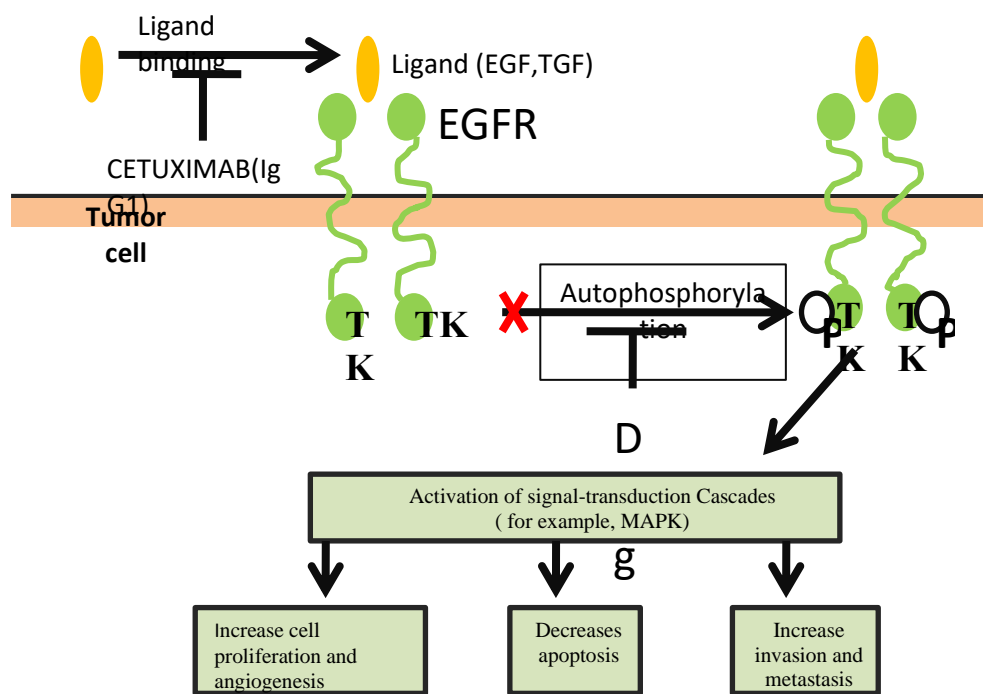 Ligand
binding
Ligand (EGF,TGF)
EGFR
CETUXIMAB(Ig
G1)
Tumor
cell
Autophosphoryla
tion
T
K
TK
P
T
K
T
K
P
D
Activation of signal-transduction Cascades
( for example, MAPK)
g
Increase cell
proliferation and
angiogenesis
Decreases
apoptosis
Increase
invasion and
metastasis